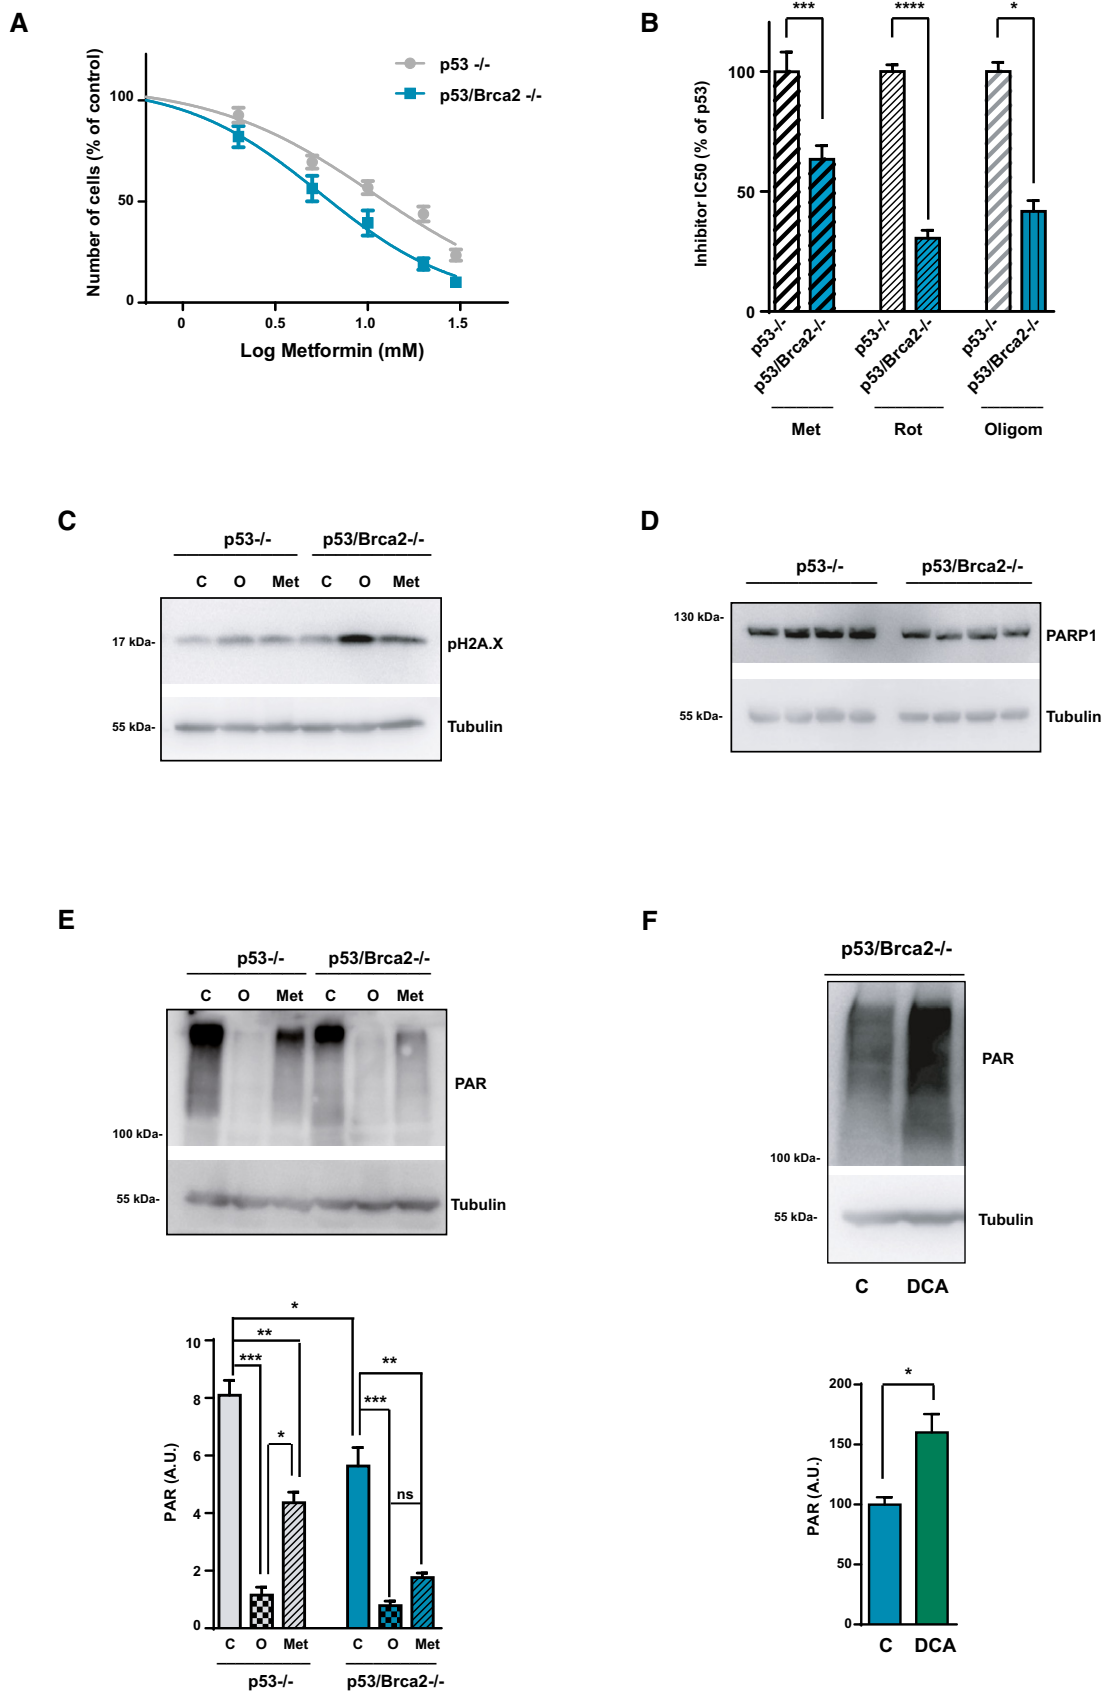 A
Number of cells (% of control)
100
50
0
0
0.5
1.0
1.5
Log Metformin (mM)
p53 -/-
p53/Brca2 -/-
B
Inhibitor IC50 (% of p53)
100
50
0
***
****
*
p53-/-
p53/Brca2-/-
p53-/-
p53/Brca2-/-
p53-/-
p53/Brca2-/-
Met
Rot
Oligom
C
p53-/-
p53/Brca2-/-
C O Met C O Met
17 kDa-
pH2A.X
55 kDa-
Tubulin
D
p53-/-
p53/Brca2-/-
130 kDa-
PARP1
55 kDa-
Tubulin
E
p53-/-
p53/Brca2-/-
C O Met C O Met
PAR
100 kDa-
55 kDa-
Tubulin
PAR (A.U.)
10
8
6
4
2
0
*
**
***
*
**
***
ns
C O Met C O Met
p53-/-
p53/Brca2-/-
F
p53/Brca2-/-
PAR
100 kDa-
55 kDa-
Tubulin
C DCA
PAR (A.U.)
200
150
100
50
0
*
C DCA